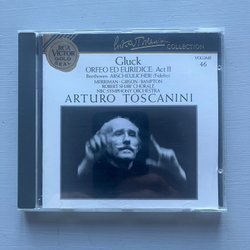 RCA
VICTOR
GOLD
SEAL
Arturo Toscanini
COLLECTION
VOLUME
46
Gluck
ORFEO ED EURIDICE: Act II
Beethoven: ABSCHEULICHER! (Fidelio)
MERRIMAN · GIBSON · BAMPTON
ROBERT SHAW CHORALE
NBC SYMPHONY ORCHESTRA
ARTURO TOSCANINI